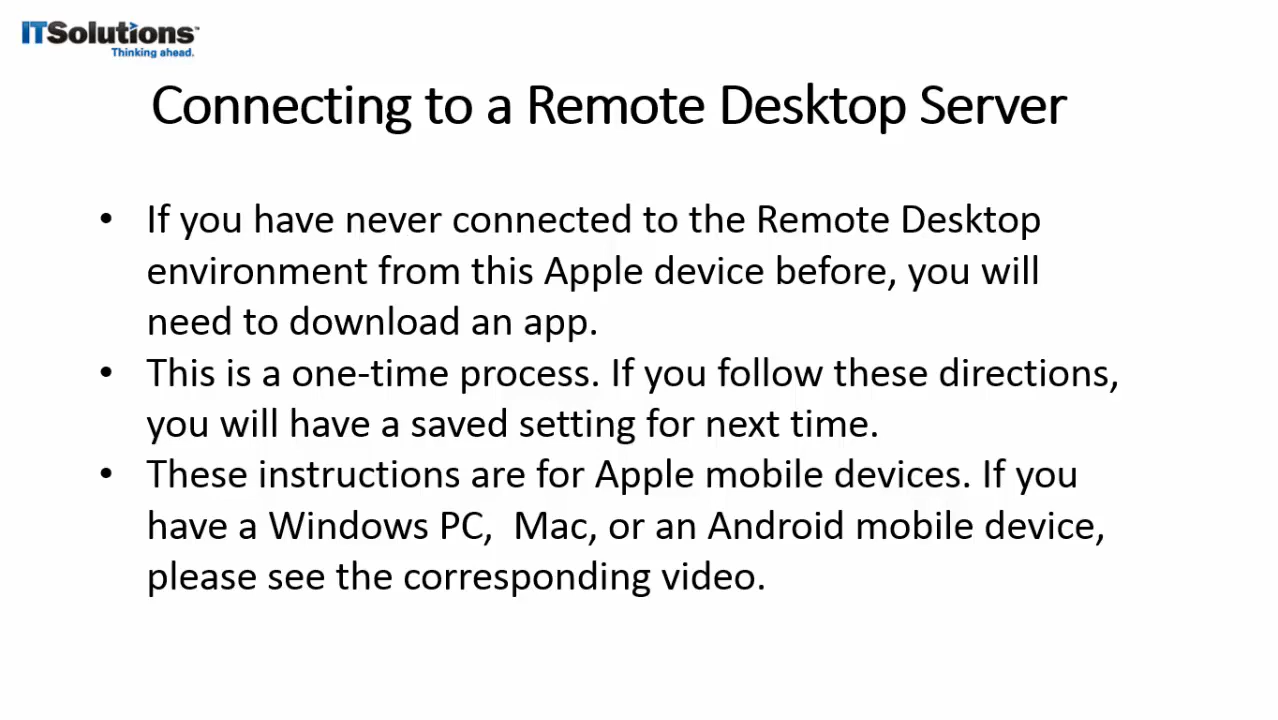 ITSolutions™
Thinking ahead.
Connecting to a Remote Desktop Server
• If you have never connected to the Remote Desktop
environment from this Apple device before, you will
need to download an app.
• This is a one-time process. If you follow these directions,
you will have a saved setting for next time.
• These instructions are for Apple mobile devices. If you
have a Windows PC,  Mac, or an Android mobile device,
please see the corresponding video.